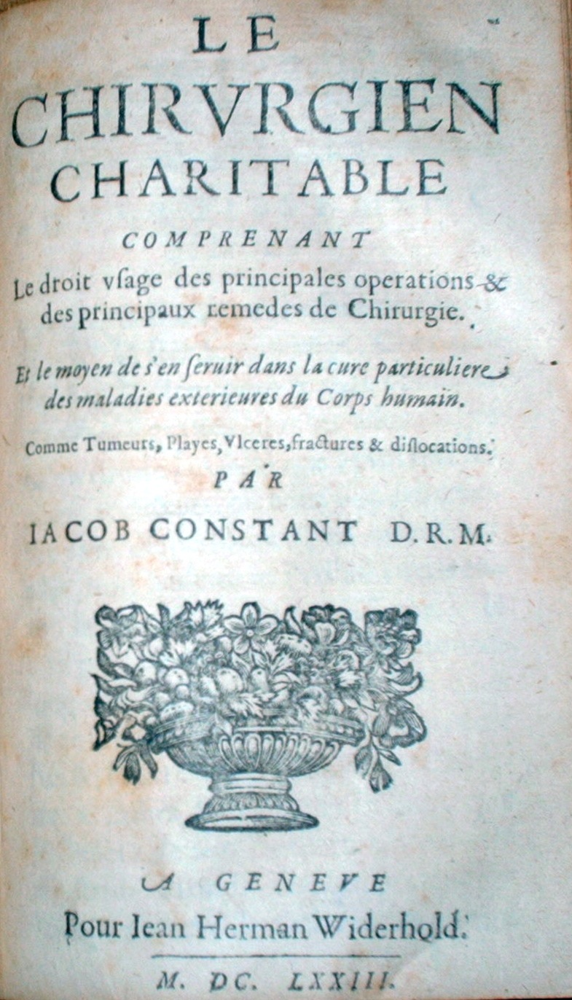 LE
CHIRVRGIEN
CHARITABLE
COMPRENANT
Le droit vſage des principales operations &
des principaux remedes de Chirurgie.
Et le moyen de s'en ſeruir dans la cure particuliere
des maladies exterieures du Corps humain.
Comme Tumeurs, Playes, Vlceres, fractures & diſlocations.
PAR
IACOB CONSTANT D. R. M.
A GENEVE
Pour Iean Herman Widerhold.
M. DC. LXXIII.